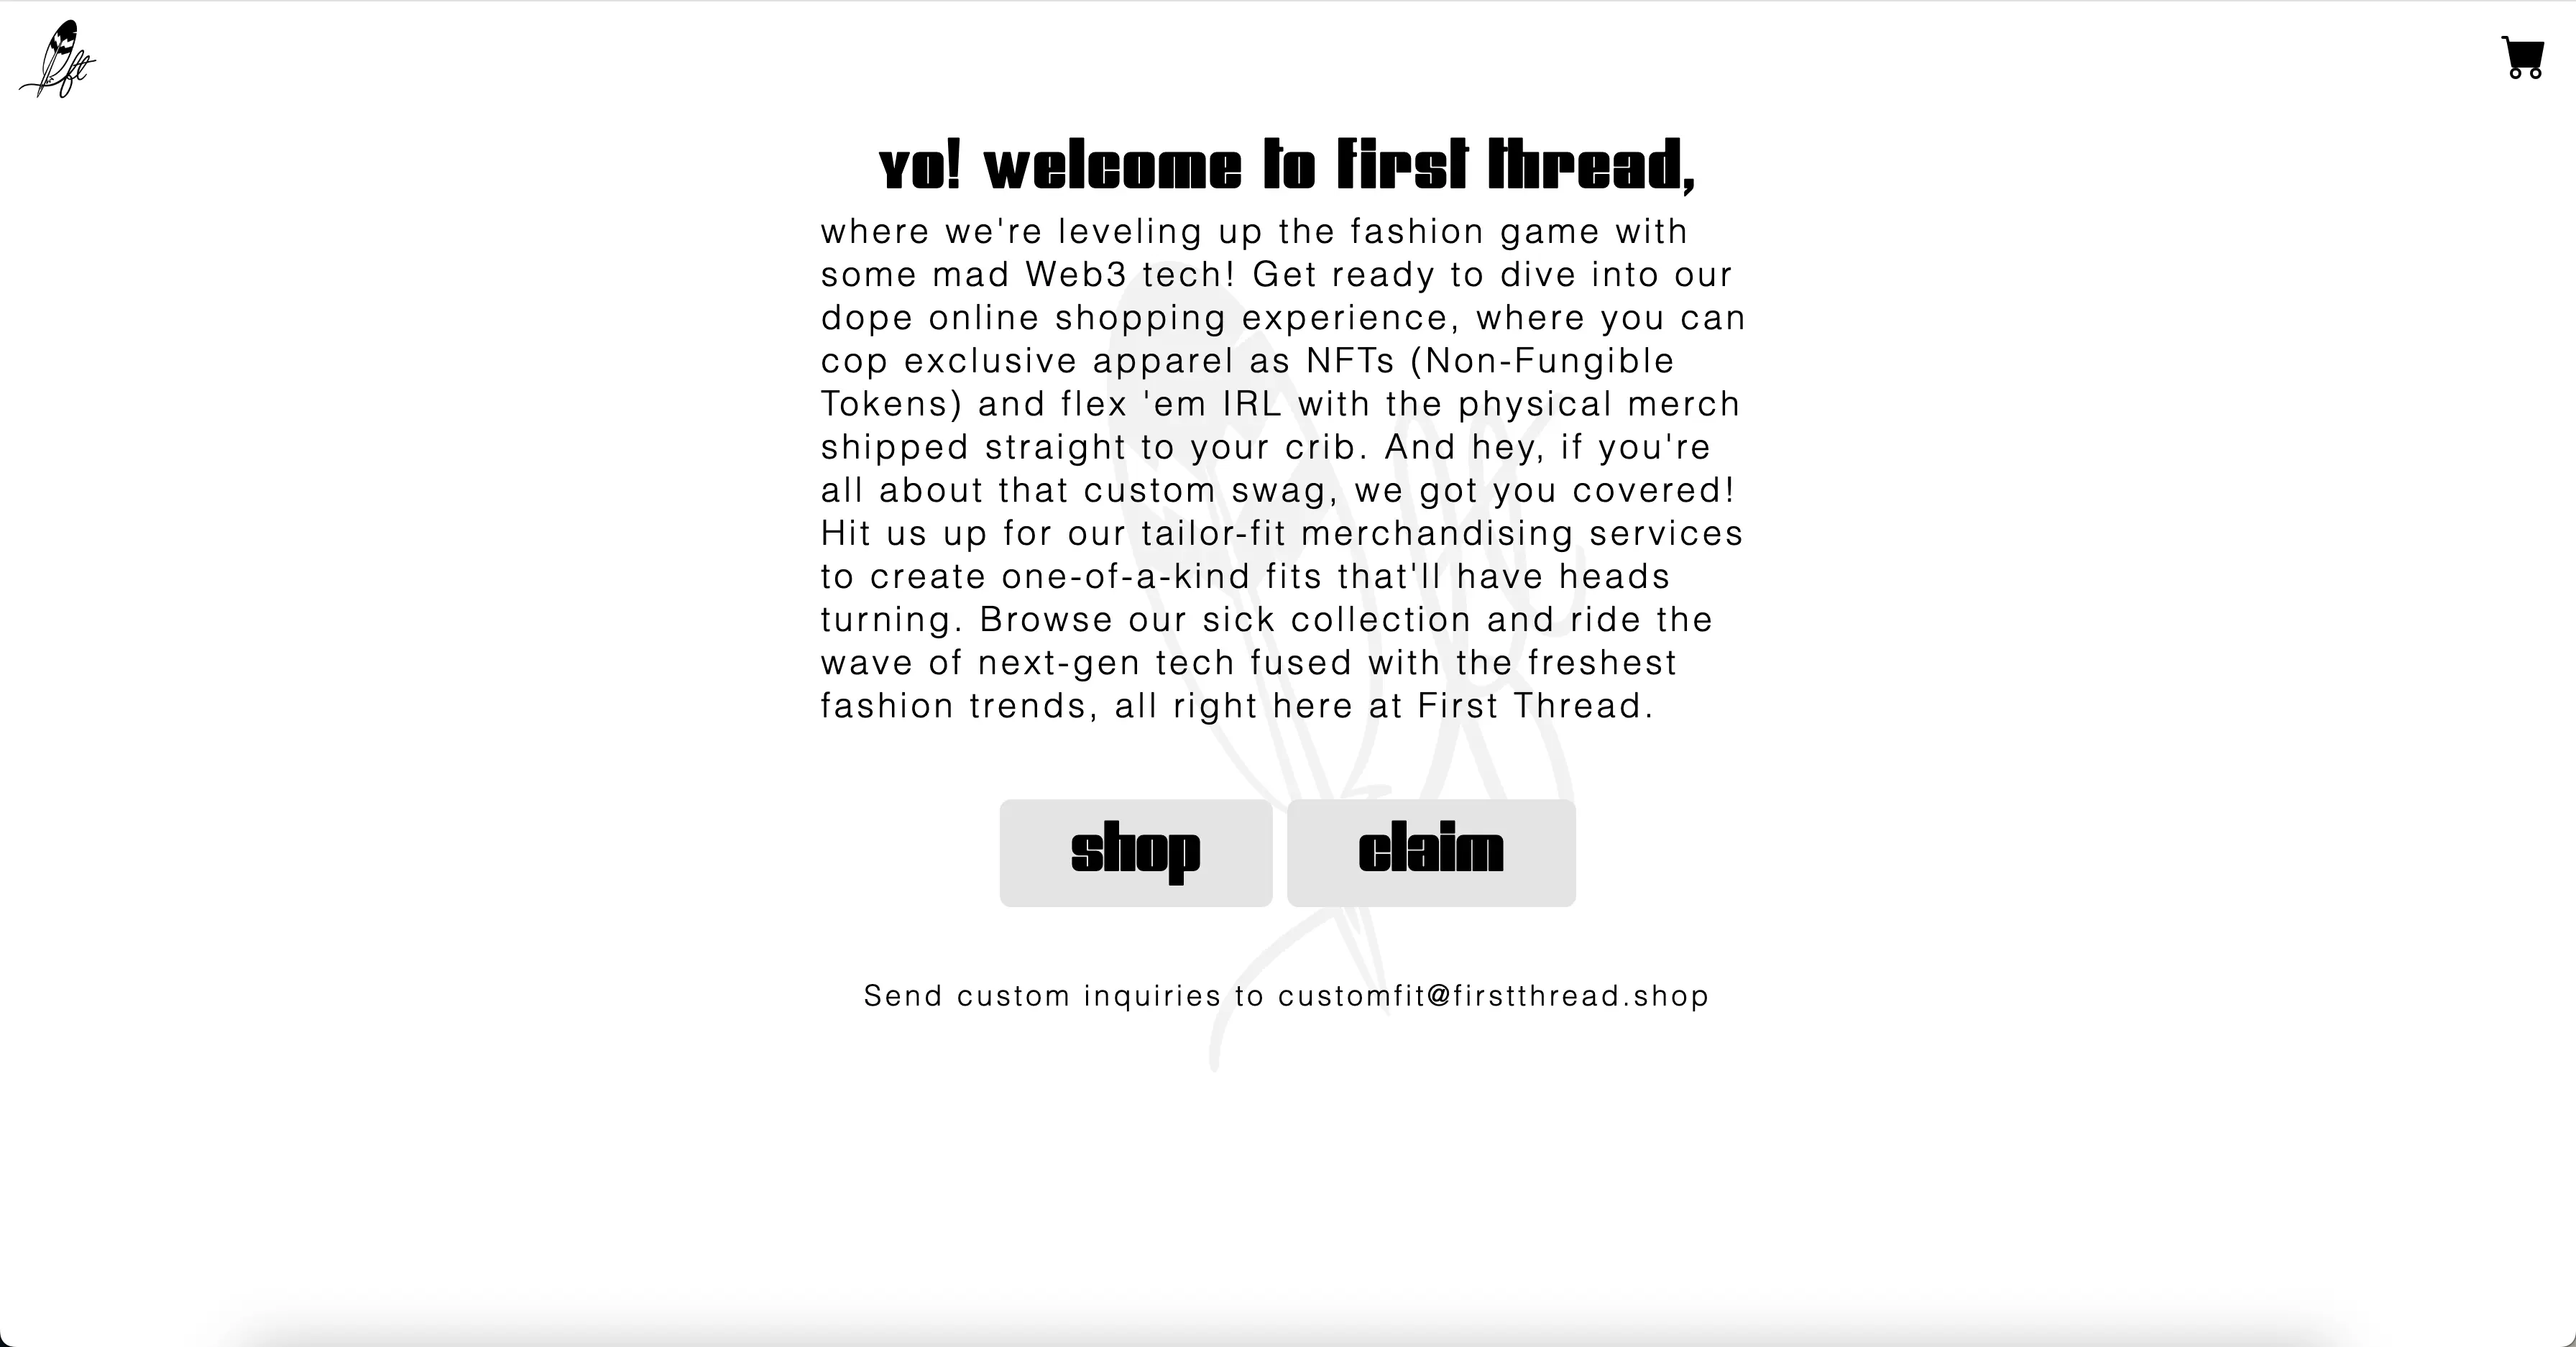 ft
yo! welcome to first thread,
where we're leveling up the fashion game with
some mad Web3 tech! Get ready to dive into our
dope online shopping experience, where you can
cop exclusive apparel as NFTs (Non-Fungible
Tokens) and flex 'em IRL with the physical merch
shipped straight to your crib. And hey, if you're
all about that custom swag, we got you covered!
Hit us up for our tailor-fit merchandising services
to create one-of-a-kind fits that'll have heads
turning. Browse our sick collection and ride the
wave of next-gen tech fused with the freshest
fashion trends, all right here at First Thread.
shop claim
Send custom inquiries to customfit@firstthread.shop